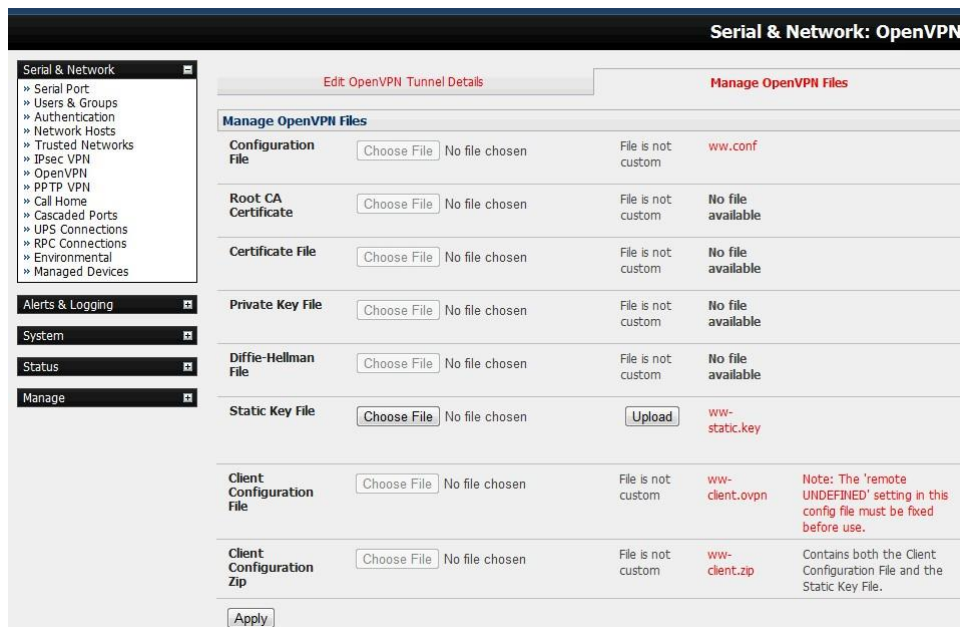 Serial & Network: OpenVPN
Serial & Network
» Serial Port
» Users & Groups
» Authentication
» Network Hosts
» Trusted Networks
» IPsec VPN
» OpenVPN
» PPTP VPN
» Call Home
» Cascaded Ports
» UPS Connections
» RPC Connections
» Environmental
» Managed Devices
Alerts & Logging
System
Status
Manage
Edit OpenVPN Tunnel Details
Manage OpenVPN Files
Manage OpenVPN Files
Configuration
File
Choose File No file chosen
File is not
custom
ww.conf
Root CA
Certificate
Choose File No file chosen
File is not
custom
No file
available
Certificate File
Choose File No file chosen
File is not
custom
No file
available
Private Key File
Choose File No file chosen
File is not
custom
No file
available
Diffie-Hellman
File
Choose File No file chosen
File is not
custom
No file
available
Static Key File
Choose File No file chosen
Upload
ww-
static.key
Client
Configuration
File
Choose File No file chosen
File is not
custom
ww-
client.ovpn
Note: The 'remote
UNDEFINED' setting in this
config file must be fixed
before use.
Client
Configuration
Zip
Choose File No file chosen
File is not
custom
ww-
client.zip
Contains both the Client
Configuration File and the
Static Key File.
Apply